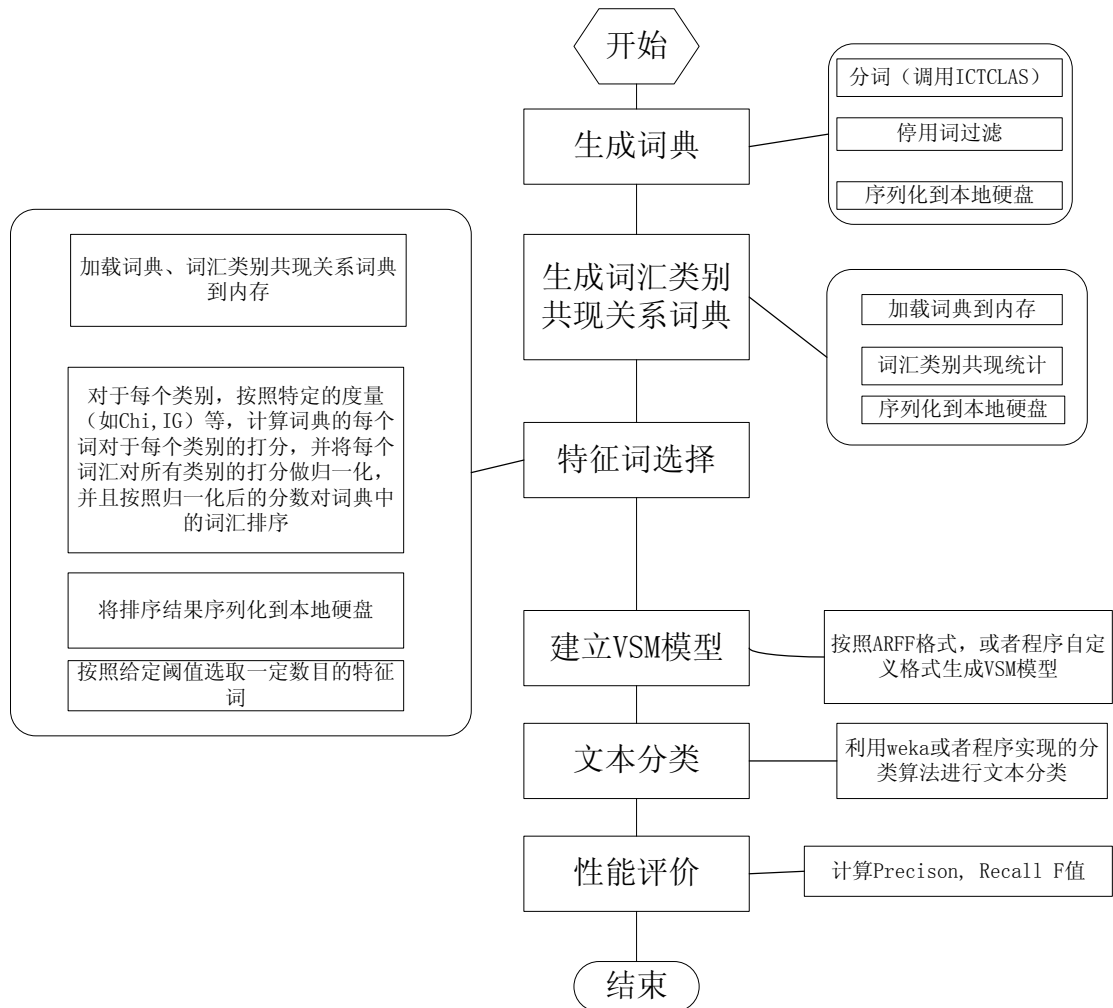 开始
生成词典
分词（调用ICTCLAS）
停用词过滤
序列化到本地硬盘
生成词汇类别
共现关系词典
加载词典到内存
词汇类别共现统计
序列化到本地硬盘
特征词选择
加载词典、词汇类别共现关系词典
到内存
对于每个类别，按照特定的度量
（如Chi,IG）等，计算词典的每个
词对于每个类别的打分，并将每个
词汇对所有类别的打分做归一化，
并且按照归一化后的分数对词典中
的词汇排序
将排序结果序列化到本地硬盘
按照给定阈值选取一定数目的特征
词
建立VSM模型
按照ARFF格式，或者程序自定
义格式生成VSM模型
文本分类
利用weka或者程序实现的分
类算法进行文本分类
性能评价
计算Precison, Recall F值
结束